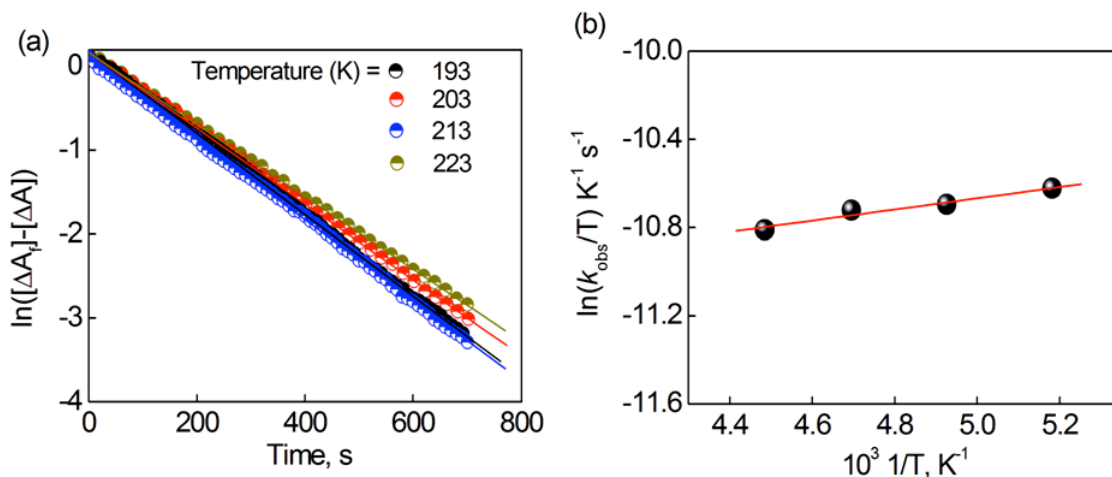 (a)
ln([ΔA_f]-[ΔA])
0
-1
-2
-3
-4
Temperature (K) = 193
203
213
223
0 200 400 600 800
Time, s
(b)
ln(k_obs/T) K⁻¹ s⁻¹
-10.0
-10.4
-10.8
-11.2
-11.6
4.4 4.6 4.8 5.0 5.2
10³ 1/T, K⁻¹